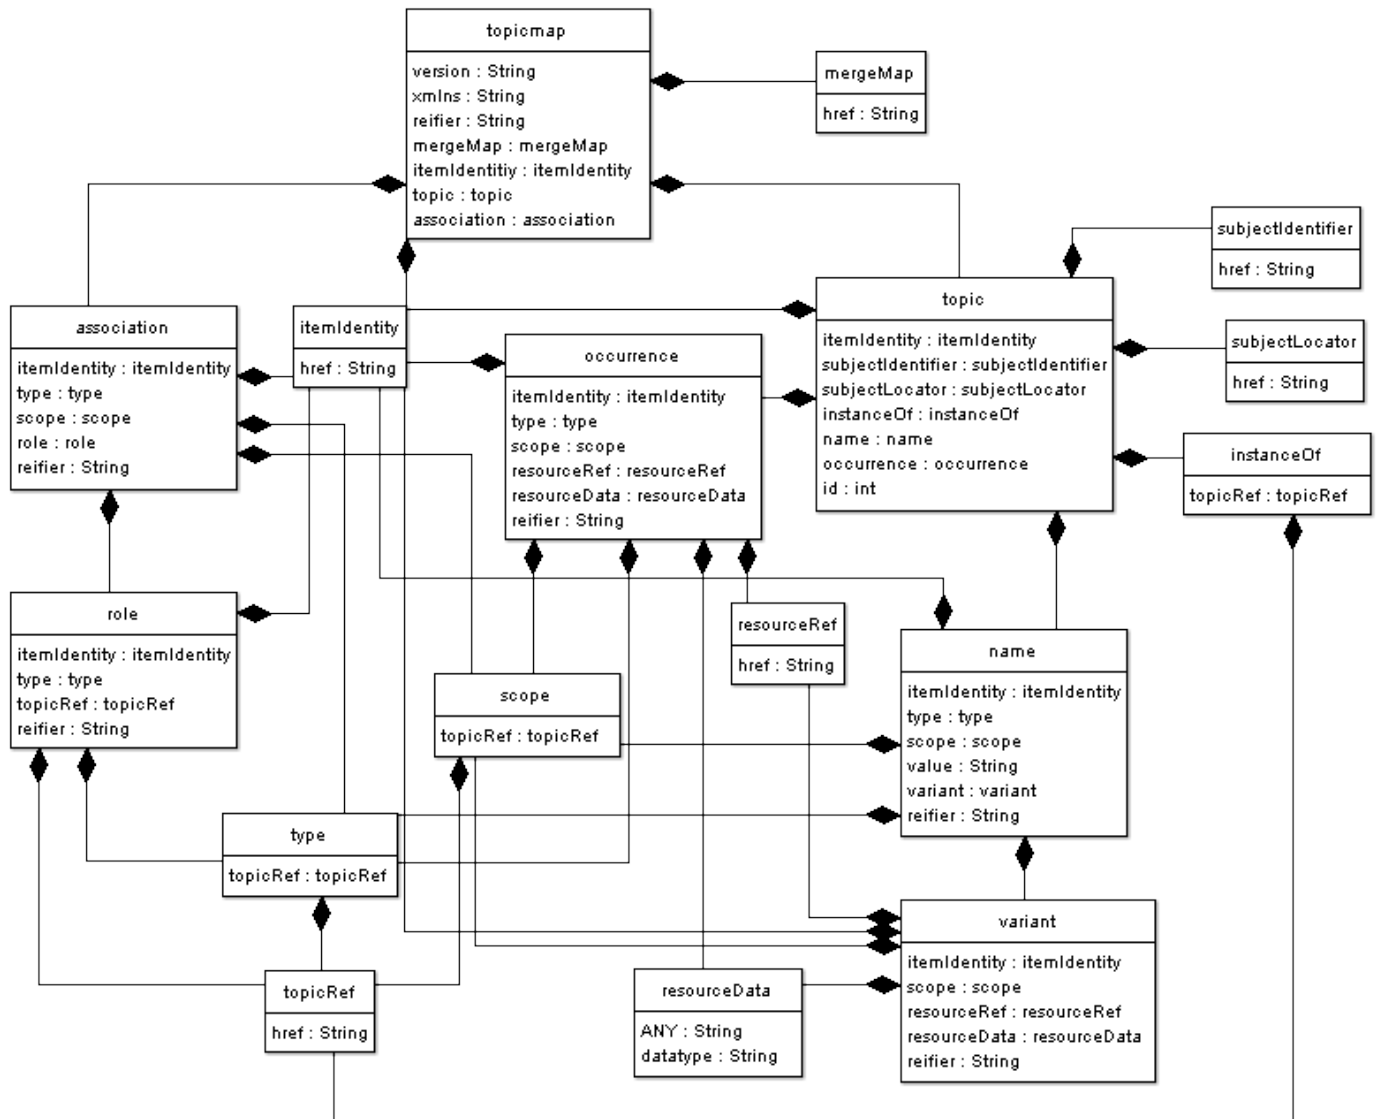 topicmap
version : String
xmlns : String
reifier : String
mergeMap : mergeMap
itemIdentitiy : itemIdentity
topic : topic
association : association
mergeMap
href : String
subjectIdentifier
href : String
topic
itemIdentity : itemIdentity
subjectIdentifier : subjectIdentifier
subjectLocator : subjectLocator
instanceOf : instanceOf
name : name
occurrence : occurrence
id : int
subjectLocator
href : String
instanceOf
topicRef : topicRef
association
itemIdentity : itemIdentity
type : type
scope : scope
role : role
reifier : String
itemIdentity
href : String
occurrence
itemIdentity : itemIdentity
type : type
scope : scope
resourceRef : resourceRef
resourceData : resourceData
reifier : String
role
itemIdentity : itemIdentity
type : type
topicRef : topicRef
reifier : String
resourceRef
href : String
name
itemIdentity : itemIdentity
type : type
scope : scope
value : String
variant : variant
reifier : String
scope
topicRef : topicRef
type
topicRef : topicRef
topicRef
href : String
resourceData
ANY : String
datatype : String
variant
itemIdentity : itemIdentity
scope : scope
resourceRef : resourceRef
resourceData : resourceData
reifier : String